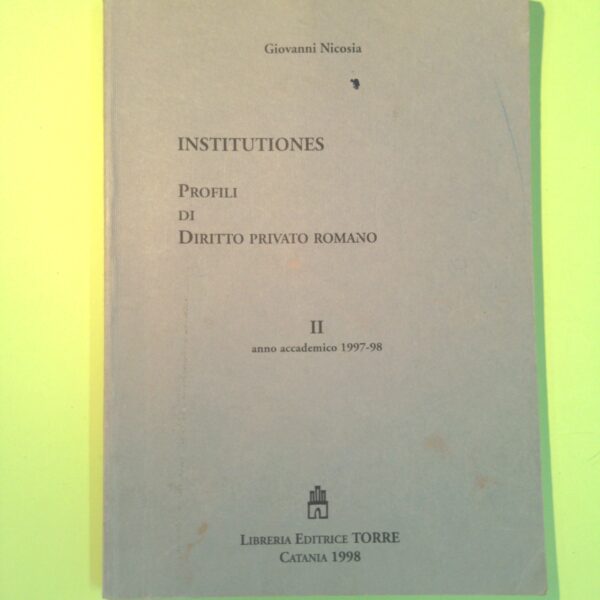 Giovanni Nicosia
INSTITUTIONES
PROFILI
DI
DIRITTO PRIVATO ROMANO
II
anno accademico 1997-98
LIBRERIA EDITRICE TORRE
CATANIA 1998